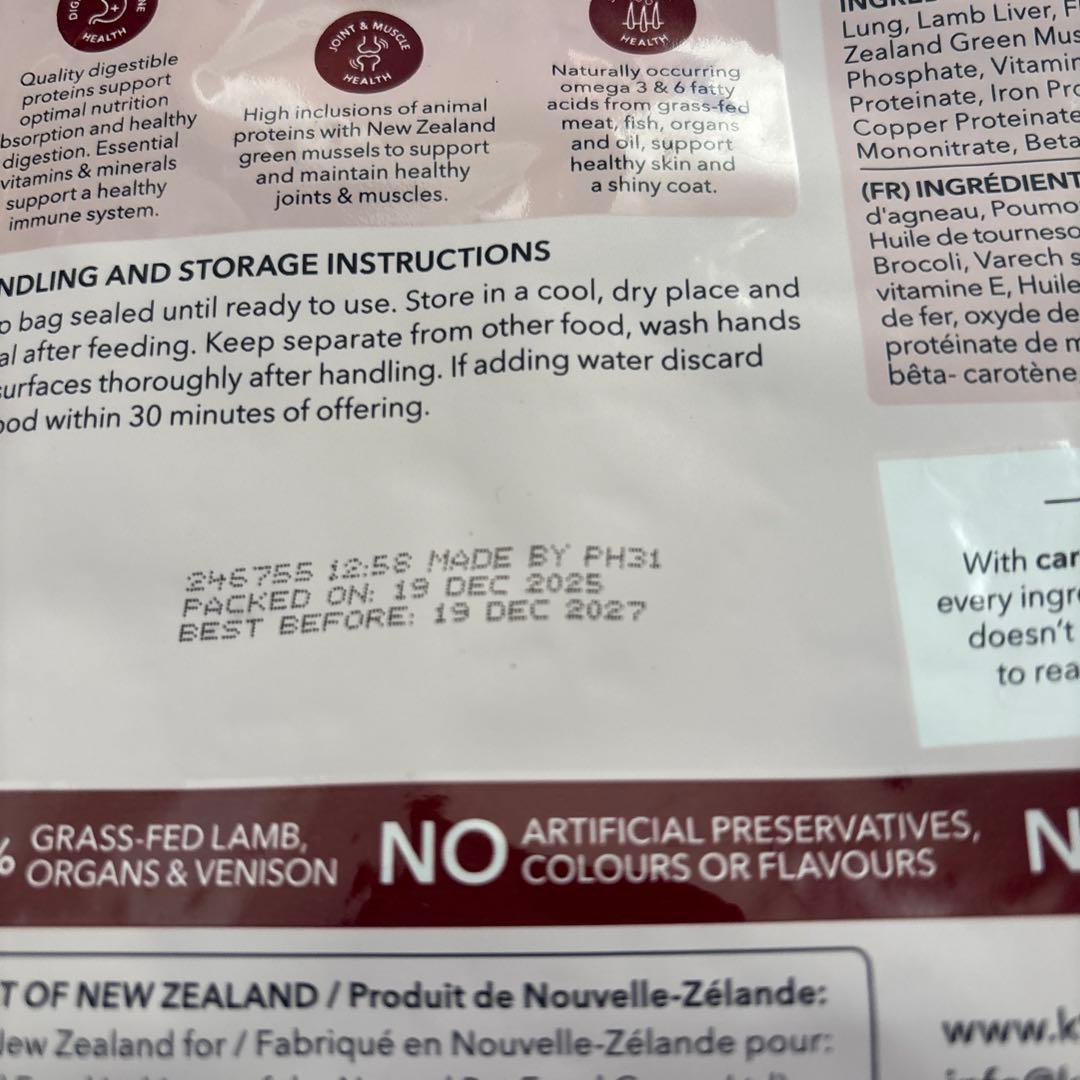 HEALTH
Quality digestible
proteins support
optimal nutrition
bsorption and healthy
digestion. Essential
vitamins & minerals
support a healthy
immune system.
JOINT & MUSCLE
HEALTH
High inclusions of animal
proteins with New Zealand
green mussels to support
and maintain healthy
joints & muscles.
HEALTH
Naturally occurring
omega 3 & 6 fatty
acids from grass-fed
meat, fish, organs
and oil, support
healthy skin and
a shiny coat.
Lung, Lamb Liver, F
Zealand Green Mus
Phosphate, Vitamin
Proteinate, Iron Pro
Copper Proteinate
Mononitrate, Beta
(FR) INGRÉDIENT
d'agneau, Poumo
Huile de tourneso
Brocoli, Varech s
vitamine E, Huile
de fer, oxyde de
protéinate de m
bêta- carotène
NDLING AND STORAGE INSTRUCTIONS
p bag sealed until ready to use. Store in a cool, dry place and
al after feeding. Keep separate from other food, wash hands
surfaces thoroughly after handling. If adding water discard
ood within 30 minutes of offering.
246755 12:58 MADE BY PH31
PACKED ON: 19 DEC 2025
BEST BEFORE: 19 DEC 2027
With car
every ingre
doesn't
to rea
% GRASS-FED LAMB,
ORGANS & VENISON
NO ARTIFICIAL PRESERVATIVES,
COLOURS OR FLAVOURS
N
T OF NEW ZEALAND / Produit de Nouvelle-Zélande:
New Zealand for / Fabriqué en Nouvelle-Zélande pour:
www.k